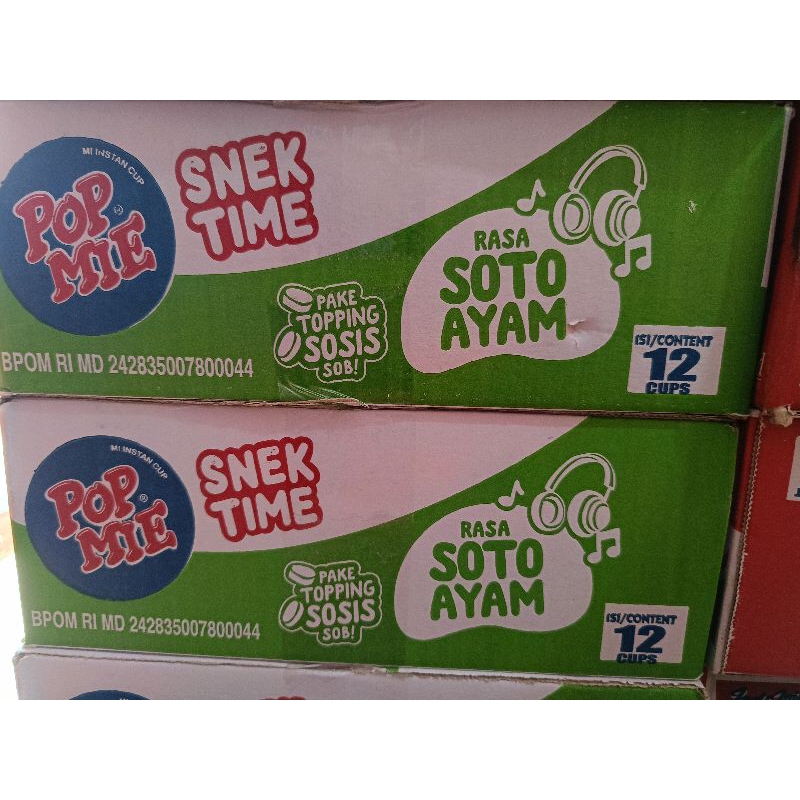 MI INSTAN CUP
POP
MIE
SNEK
TIME
RASA
SOTO
AYAM
PAKE
TOPPING
SOSIS
SOB!
BPOM RI MD 242835007800044
ISI/CONTENT
12
CUPS
MI INSTAN CUP
POP
MIE
SNEK
TIME
RASA
SOTO
AYAM
PAKE
TOPPING
SOSIS
SOB!
BPOM RI MD 242835007800044
ISI/CONTENT
12
CUPS